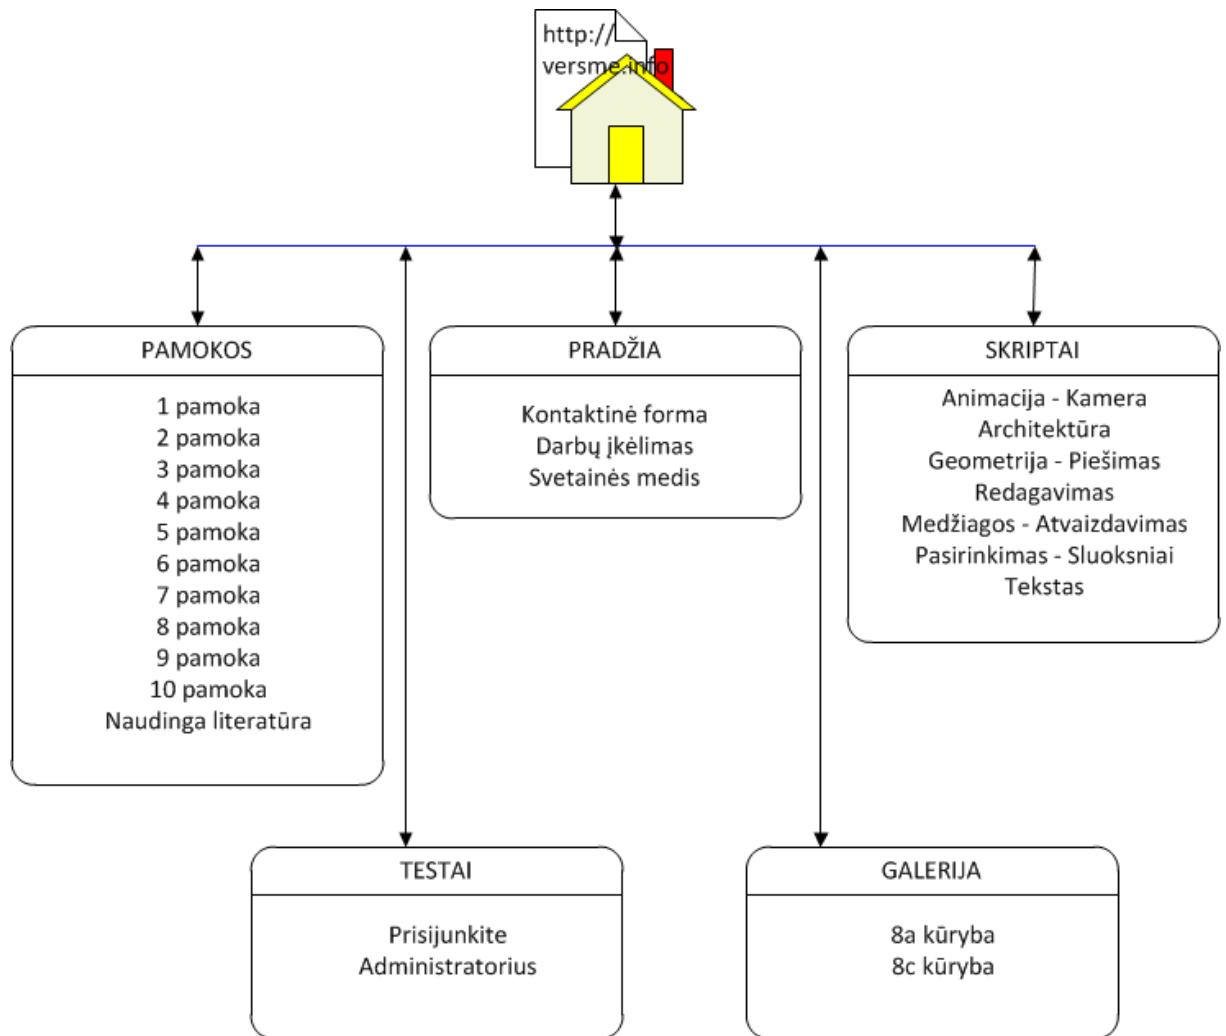 http://
versme.info
PAMOKOS
1 pamoka
2 pamoka
3 pamoka
4 pamoka
5 pamoka
6 pamoka
7 pamoka
8 pamoka
9 pamoka
10 pamoka
Naudinga literatūra
PRADŽIA
Kontaktinė forma
Darbų įkėlimas
Svetainės medis
SKRIPTAI
Animacija - Kamera
Architektūra
Geometrija - Piešimas
Redagavimas
Medžiagos - Atvaizdavimas
Pasirinkimas - Sluoksniai
Tekstas
TESTAI
Prisijunkite
Administratorius
GALERIJA
8a kūryba
8c kūryba